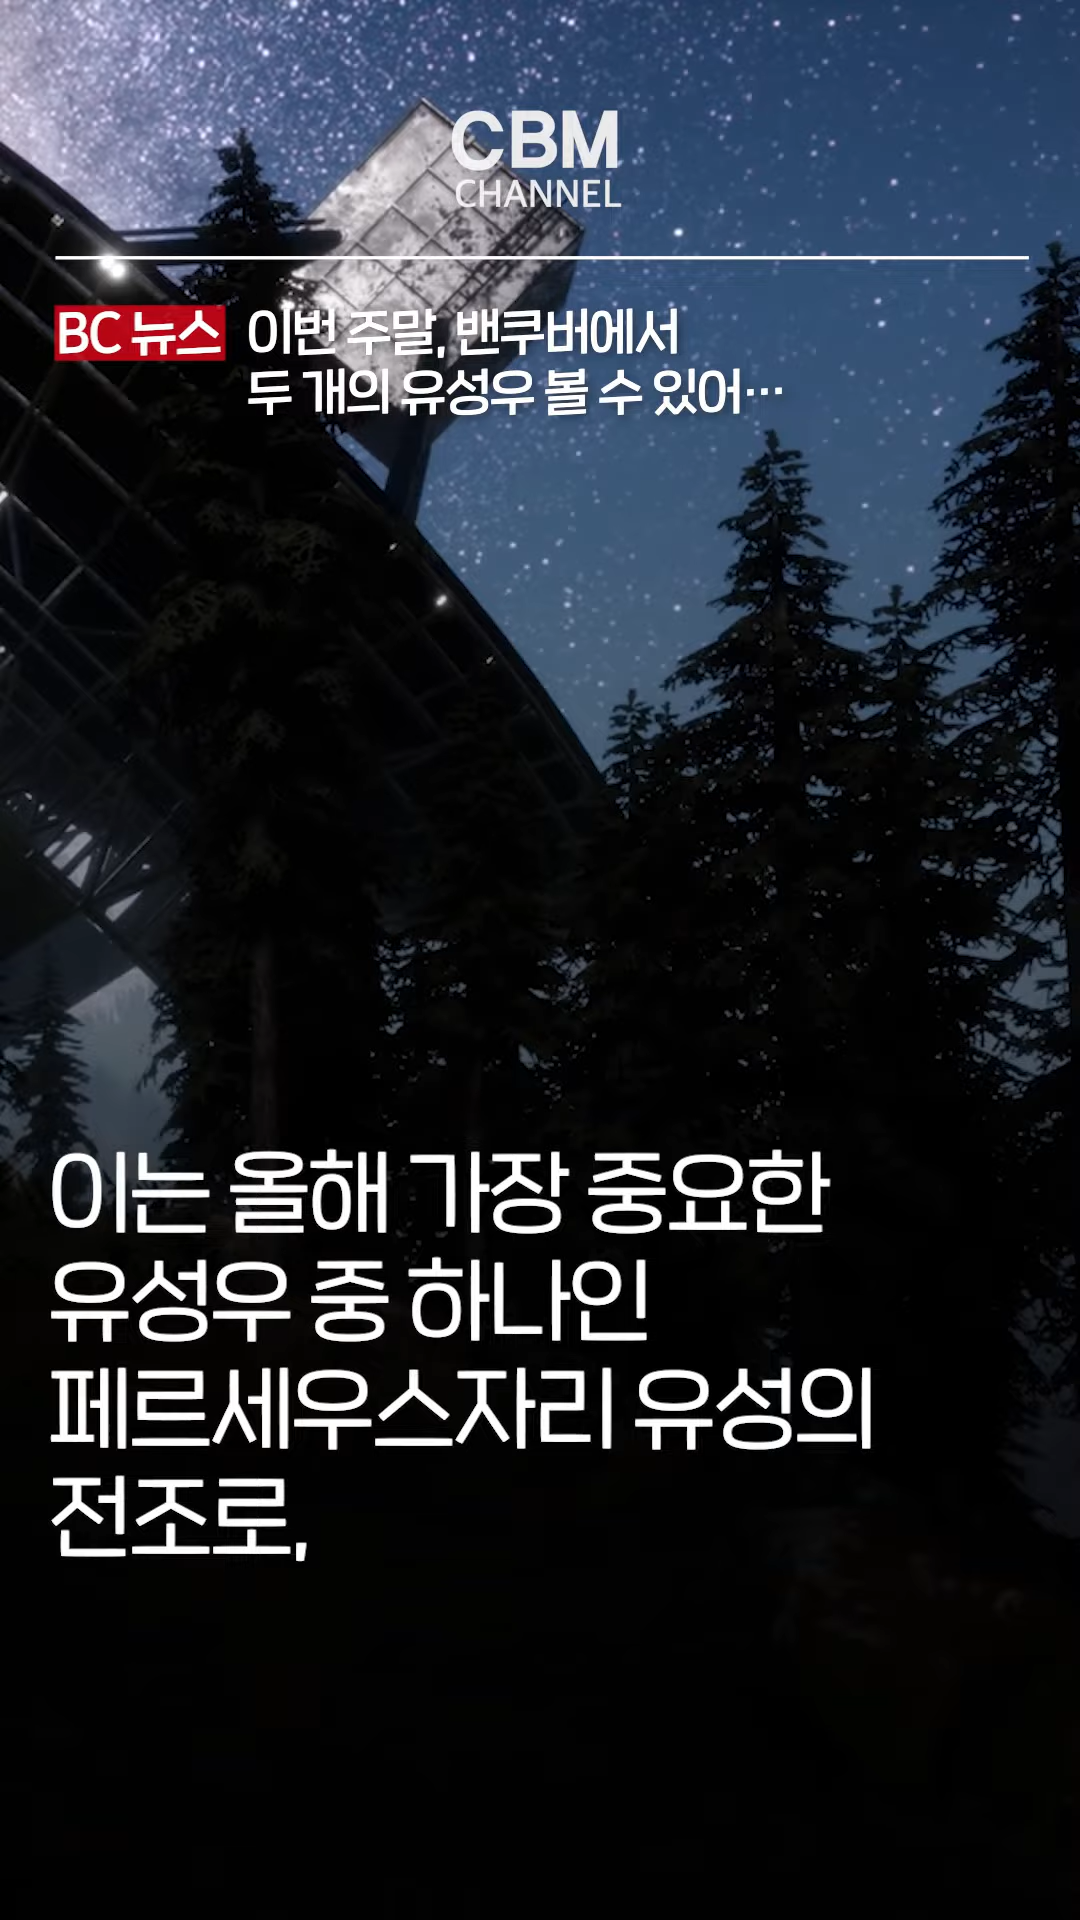 CBM
CHANNEL
BC 뉴스 이번 주말, 밴쿠버에서
두 개의 유성우 볼 수 있어…
이는 올해 가장 중요한
유성우 중 하나인
페르세우스자리 유성의
전조로,